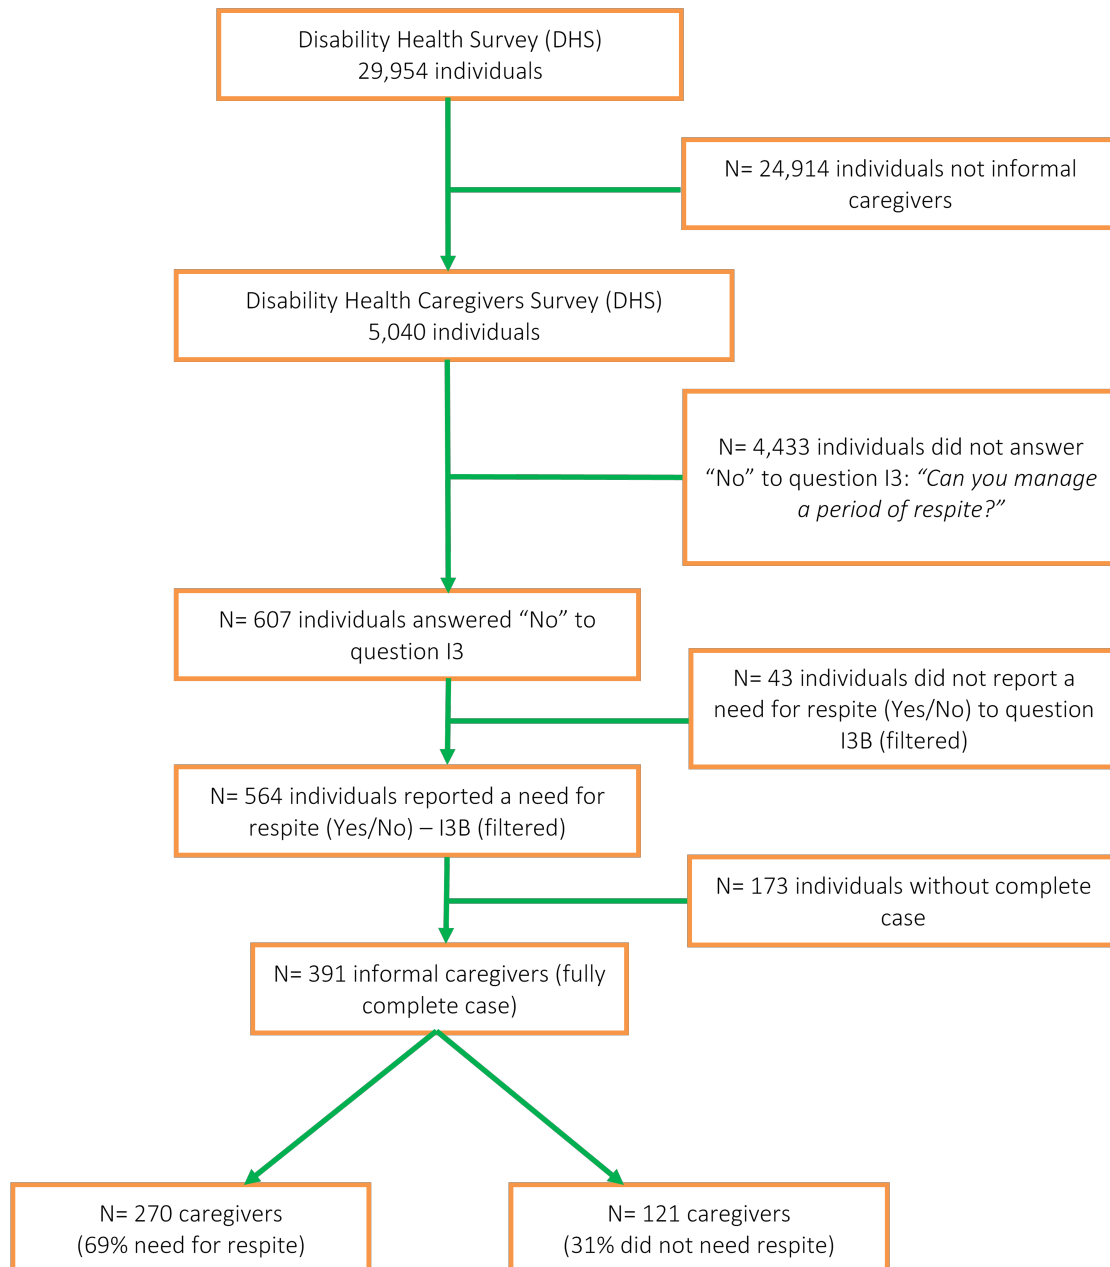 Disability Health Survey (DHS)
29,954 individuals
N= 24,914 individuals not informal
caregivers
Disability Health Caregivers Survey (DHS)
5,040 individuals
N= 4,433 individuals did not answer
“No” to question I3: “Can you manage
a period of respite?”
N= 607 individuals answered “No” to
question I3
N= 43 individuals did not report a
need for respite (Yes/No) to question
I3B (filtered)
N= 564 individuals reported a need for
respite (Yes/No) – I3B (filtered)
N= 173 individuals without complete
case
N= 391 informal caregivers (fully
complete case)
N= 270 caregivers
(69% need for respite)
N= 121 caregivers
(31% did not need respite)